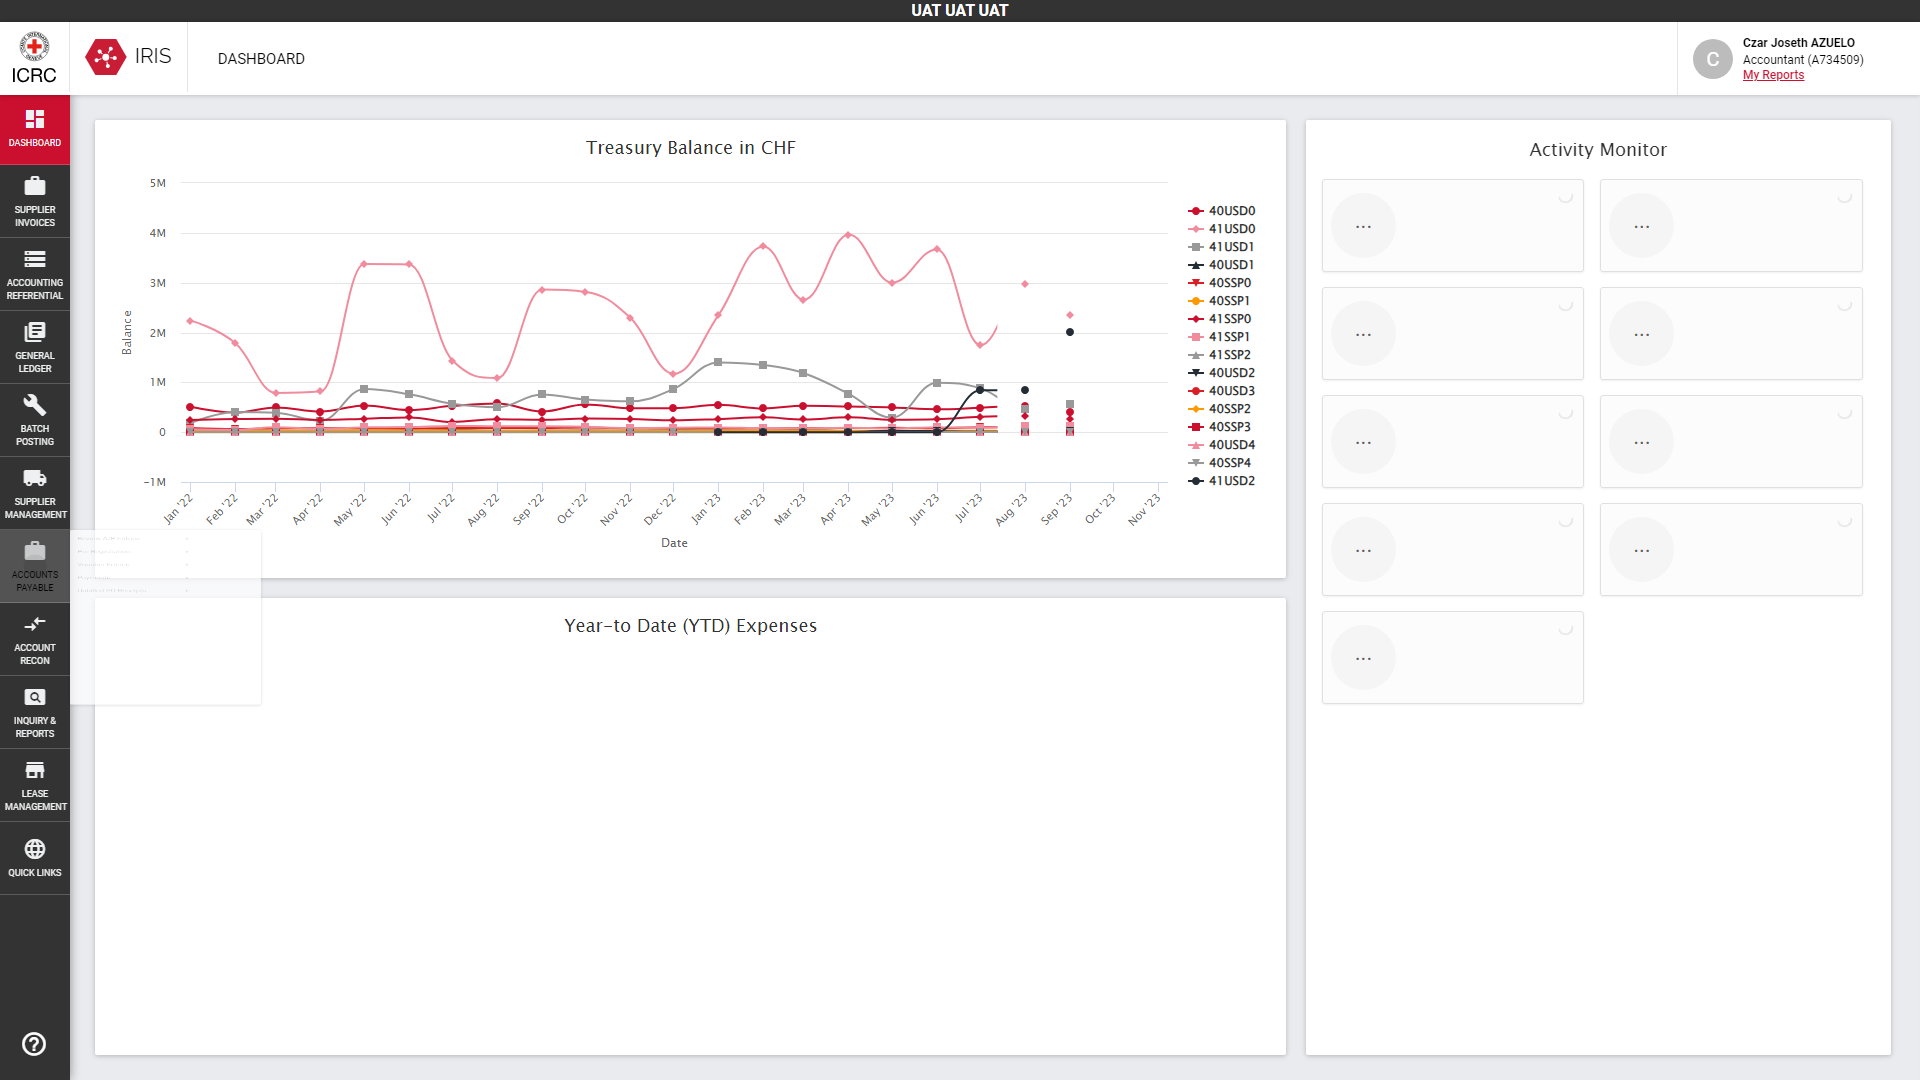 UAT UAT UAT
ICRC
IRIS
DASHBOARD
C
Czar Joseth AZUELO
Accountant (A734509)
My Reports
DASHBOARD
SUPPLIER
INVOICES
ACCOUNTING
REFERENTIAL
GENERAL
LEDGER
BATCH
POSTING
SUPPLIER
MANAGEMENT
ACCOUNTS
PAYABLE
ACCOUNT
RECON
INQUIRY &
REPORTS
LEASE
MANAGEMENT
QUICK LINKS
Treasury Balance in CHF
5M
4M
3M
2M
1M
0
-1M
Balance
Jan '22
Feb '22
Mar '22
Apr '22
May '22
Jun '22
Jul '22
Aug '22
Sep '22
Oct '22
Nov '22
Dec '22
Jan '23
Feb '23
Mar '23
Apr '23
May '23
Jun '23
Jul '23
Aug '23
Sep '23
Oct '23
Nov '23
Date
40USD0
41USD0
41USD1
40USD1
40SSP0
40SSP1
41SSP0
41SSP1
41SSP2
40USD2
40USD3
40SSP2
40SSP3
40USD4
40SSP4
41USD2
Year-to Date (YTD) Expenses
Activity Monitor
...
...
...
...
...
...
...
...
...